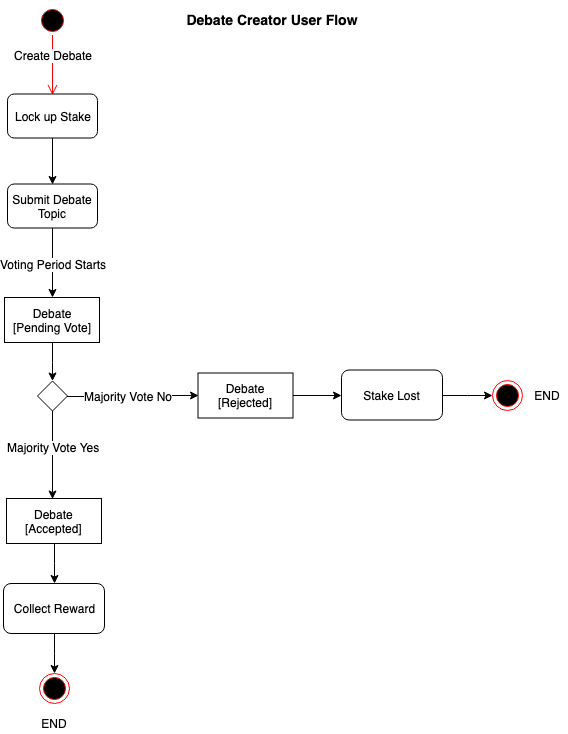 Debate Creator User Flow
Create Debate
Lock up Stake
Submit Debate
Topic
Voting Period Starts
Debate
[Pending Vote]
Majority Vote No
Debate
[Rejected]
Stake Lost
END
Majority Vote Yes
Debate
[Accepted]
Collect Reward
END